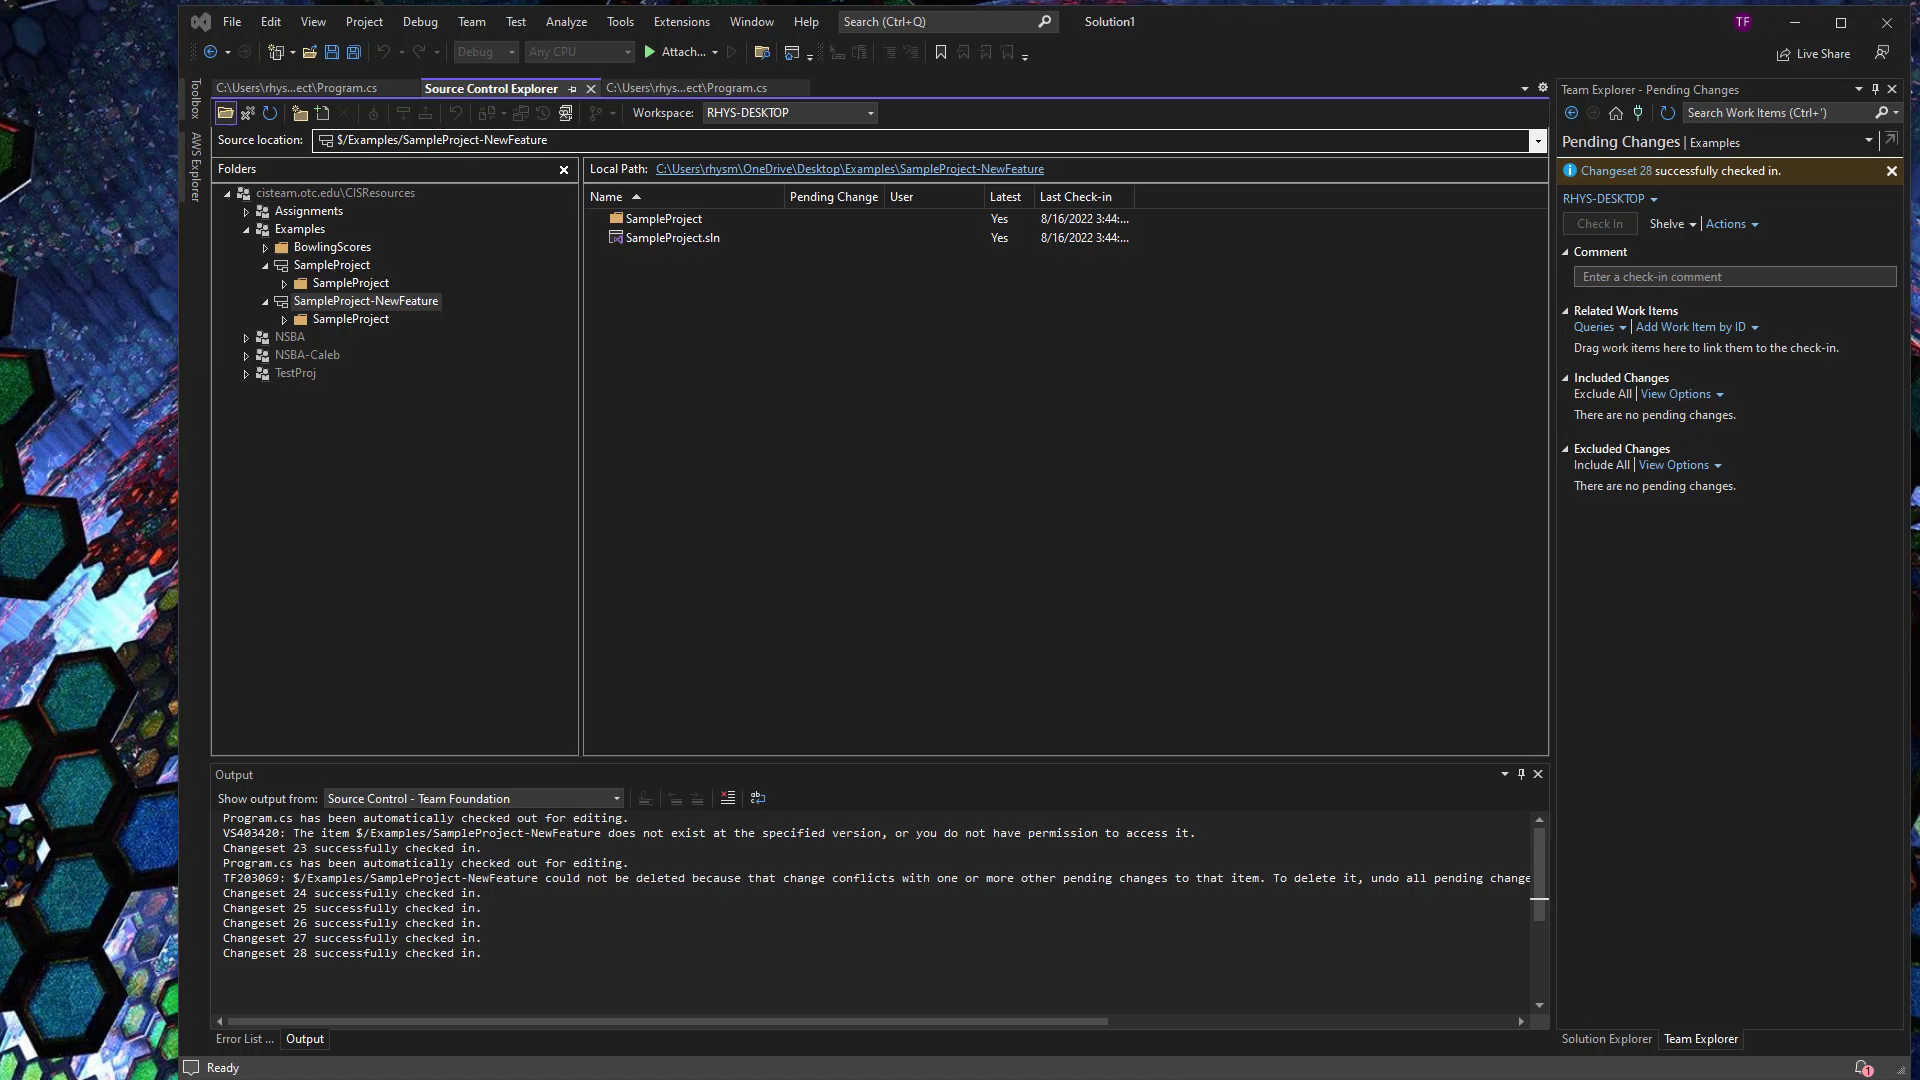 File Edit View Project Debug Team Test Analyze Tools Extensions Window Help Search (Ctrl+Q) Solution1 TF
Debug Any CPU Attach... Live Share
Toolbox
AWS Explorer
C:\Users\rhys...ect\Program.cs Source Control Explorer C:\Users\rhys...ect\Program.cs
Workspace: RHYS-DESKTOP
Source location: $/Examples/SampleProject-NewFeature
Folders
cisteam.otc.edu\CISResources
Assignments
Examples
BowlingScores
SampleProject
SampleProject
SampleProject-NewFeature
SampleProject
NSBA
NSBA-Caleb
TestProj
Local Path: C:\Users\rhysm\OneDrive\Desktop\Examples\SampleProject-NewFeature
Name Pending Change User Latest Last Check-in
SampleProject Yes 8/16/2022 3:44:...
SampleProject.sln Yes 8/16/2022 3:44:...
Output
Show output from: Source Control - Team Foundation
Program.cs has been automatically checked out for editing.
VS403420: The item $/Examples/SampleProject-NewFeature does not exist at the specified version, or you do not have permission to access it.
Changeset 23 successfully checked in.
Program.cs has been automatically checked out for editing.
TF203069: $/Examples/SampleProject-NewFeature could not be deleted because that change conflicts with one or more other pending changes to that item. To delete it, undo all pending change
Changeset 24 successfully checked in.
Changeset 25 successfully checked in.
Changeset 26 successfully checked in.
Changeset 27 successfully checked in.
Changeset 28 successfully checked in.
Error List ... Output
Team Explorer - Pending Changes
Search Work Items (Ctrl+')
Pending Changes | Examples
Changeset 28 successfully checked in.
RHYS-DESKTOP
Check In Shelve Actions
Comment
Enter a check-in comment
Related Work Items
Queries Add Work Item by ID
Drag work items here to link them to the check-in.
Included Changes
Exclude All View Options
There are no pending changes.
Excluded Changes
Include All View Options
There are no pending changes.
Solution Explorer Team Explorer
Ready 1